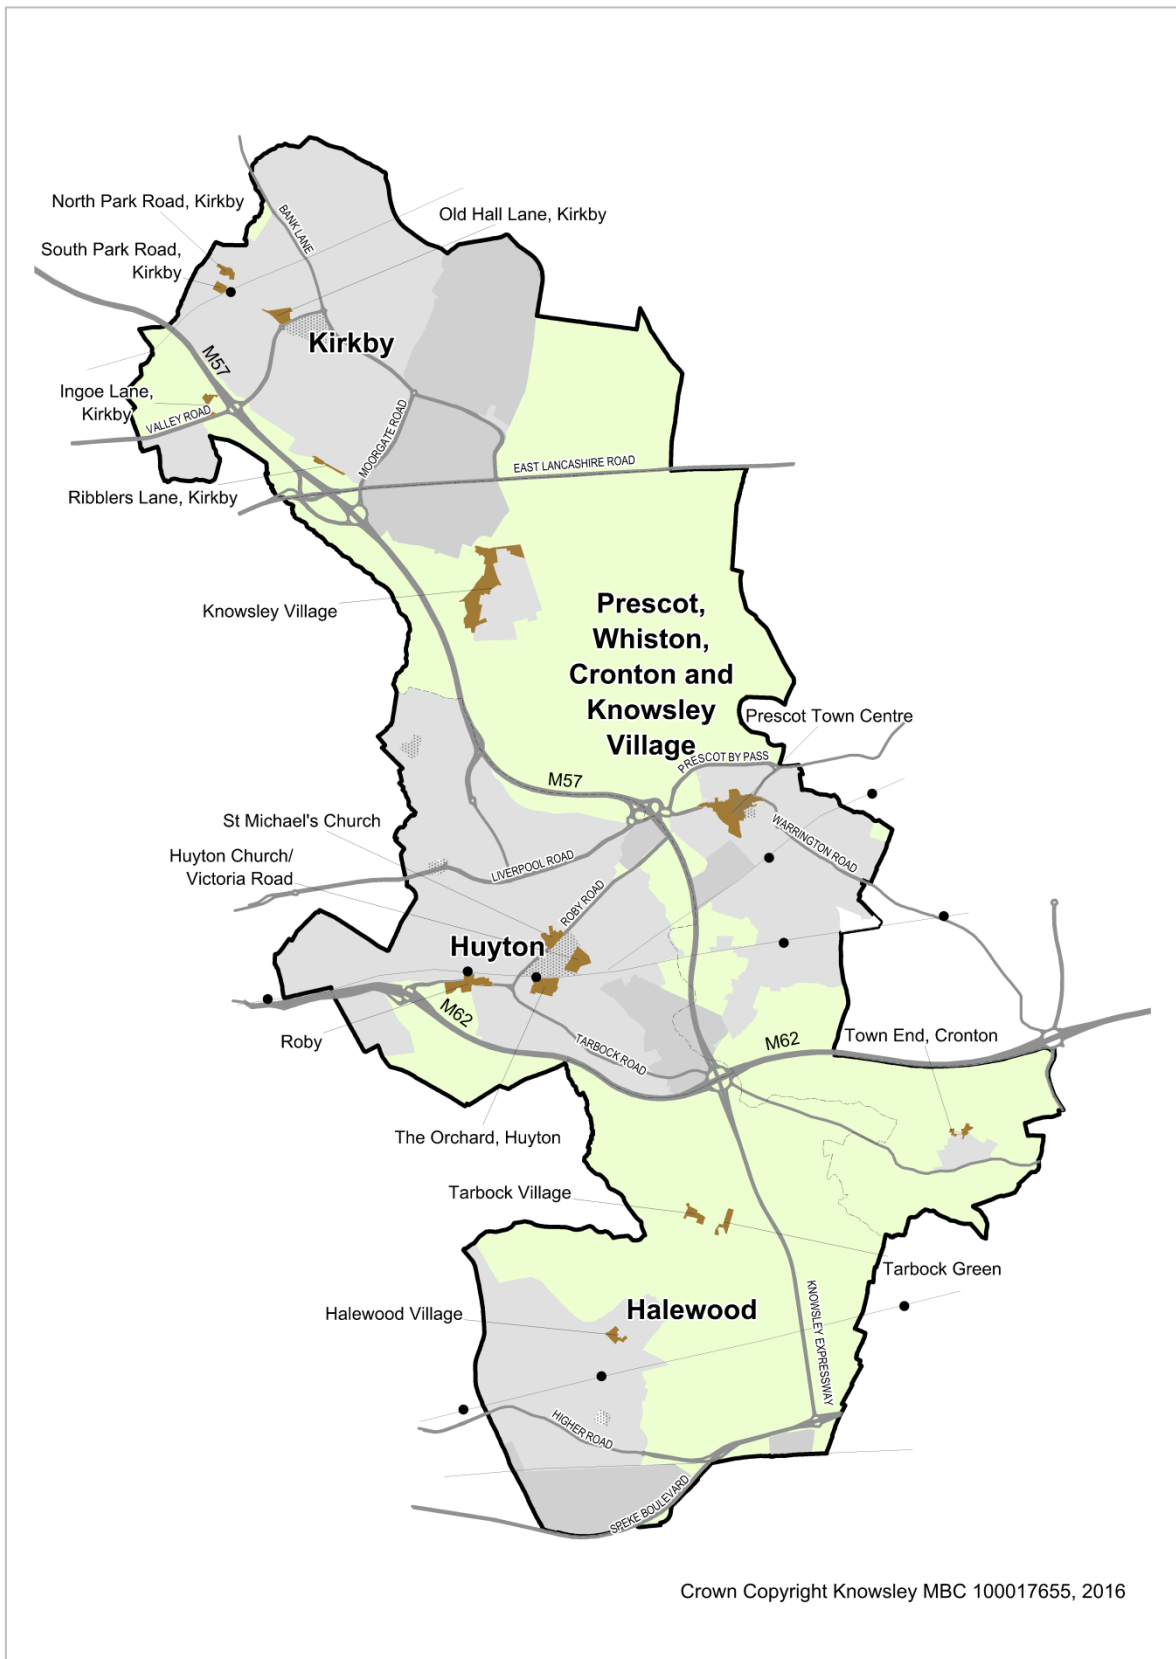 North Park Road, Kirkby
South Park Road,
Kirkby
BANK LANE
Old Hall Lane, Kirkby
Kirkby
M57
Ingoe Lane,
Kirkby
VALLEY ROAD
MOORGATE ROAD
EAST LANCASHIRE ROAD
Ribblers Lane, Kirkby
Knowsley Village
Prescot,
Whiston,
Cronton and
Knowsley
Village
Prescot Town Centre
PRESCOT BY PASS
M57
St Michael's Church
Huyton Church/
Victoria Road
LIVERPOOL ROAD
WARRINGTON ROAD
ROBY ROAD
Huyton
M62
Roby
TARBOCK ROAD
M62
Town End, Cronton
The Orchard, Huyton
Tarbock Village
Tarbock Green
KNOWSLEY EXPRESSWAY
Halewood Village
Halewood
HIGHER ROAD
SPEKE BOULEVARD
Crown Copyright Knowsley MBC 100017655, 2016